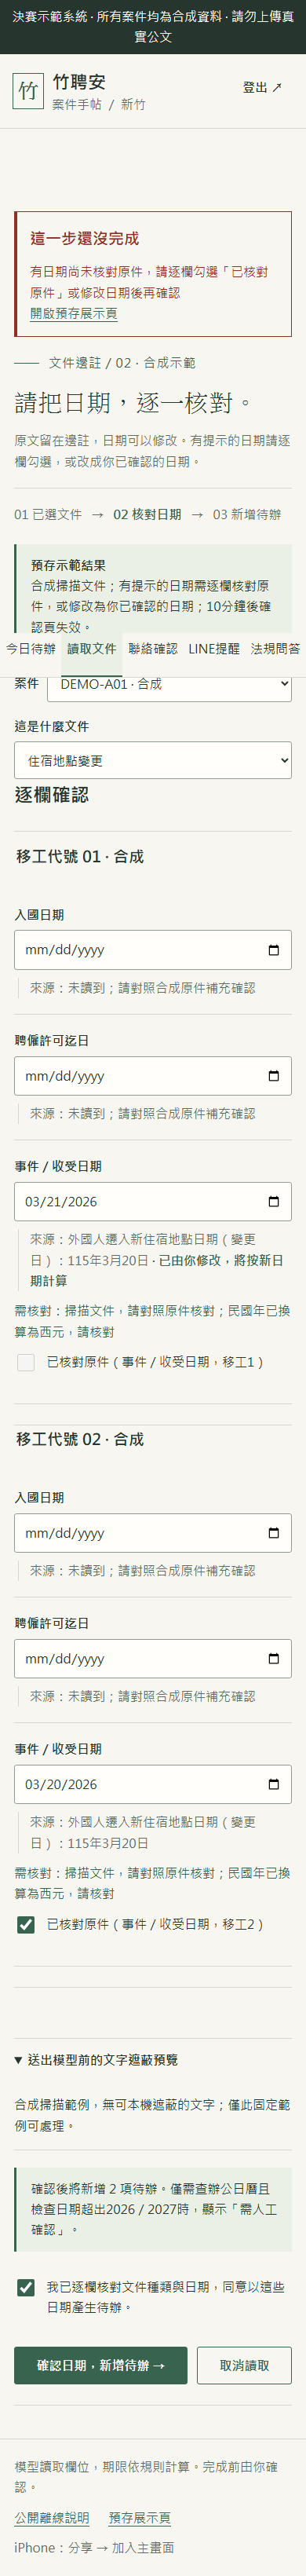 決賽示範系統 · 所有案件均為合成資料 · 請勿上傳真
實公文
竹
竹聘安
案件手帖 / 新竹
登出 ↗
這一步還沒完成
有日期尚未核對原件，請逐欄勾選「已核對
原件」或修改日期後再確認
開啟預存展示頁
文件邊註 / 02 · 合成示範
請把日期，逐一核對。
原文留在邊註，日期可以修改。有提示的日期請逐
欄勾選，或改成你已確認的日期。
01 已選文件 → 02 核對日期 → 03 新增待辦
預存示範結果
合成掃描文件；有提示的日期需逐欄核對原
件，或修改為你已確認的日期；10分鐘後確
認頁失效。
今日待辦 讀取文件 聯絡確認 LINE提醒 法規問答
案件 DEMO-A01 · 合成
這是什麼文件
住宿地點變更
逐欄確認
移工代號 01 · 合成
入國日期
mm/dd/yyyy
來源：未讀到；請對照合成原件補充確認
聘僱許可迄日
mm/dd/yyyy
來源：未讀到；請對照合成原件補充確認
事件 / 收受日期
03/21/2026
來源：外國人遷入新住宿地點日期（變更
日）：115年3月20日 · 已由你修改，將按新日
期計算
需核對：掃描文件，請對照原件核對；民國年已換
算為西元，請核對
已核對原件（事件 / 收受日期，移工1）
移工代號 02 · 合成
入國日期
mm/dd/yyyy
來源：未讀到；請對照合成原件補充確認
聘僱許可迄日
mm/dd/yyyy
來源：未讀到；請對照合成原件補充確認
事件 / 收受日期
03/20/2026
來源：外國人遷入新住宿地點日期（變更
日）：115年3月20日
需核對：掃描文件，請對照原件核對；民國年已換
算為西元，請核對
已核對原件（事件 / 收受日期，移工2）
▼ 送出模型前的文字遮蔽預覽
合成掃描範例，無可本機遮蔽的文字；僅此固定範
例可處理。
確認後將新增 2 項待辦。僅需查辦公日曆且
檢查日期超出2026 / 2027時，顯示「需人工
確認」。
我已逐欄核對文件種類與日期，同意以這些
日期產生待辦。
確認日期，新增待辦 → 取消讀取
模型讀取欄位，期限依規則計算。完成前由你確
認。
公開離線說明 預存展示頁
iPhone：分享 → 加入主畫面